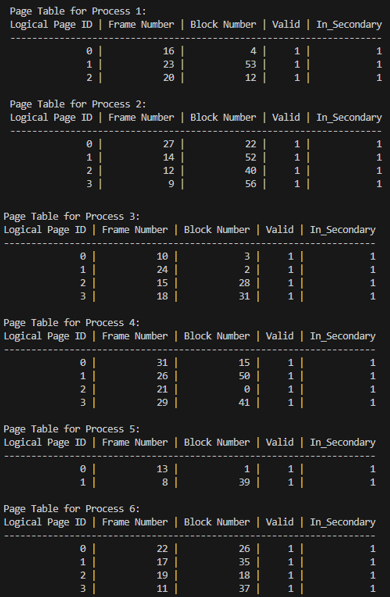 Page Table for Process 1:
Logical Page ID | Frame Number | Block Number | Valid | In_Secondary
--------------------------------------------------------------------
0 | 16 | 4 | 1 | 1
1 | 23 | 53 | 1 | 1
2 | 20 | 12 | 1 | 1
Page Table for Process 2:
Logical Page ID | Frame Number | Block Number | Valid | In_Secondary
--------------------------------------------------------------------
0 | 27 | 22 | 1 | 1
1 | 14 | 52 | 1 | 1
2 | 12 | 40 | 1 | 1
3 | 9 | 56 | 1 | 1
Page Table for Process 3:
Logical Page ID | Frame Number | Block Number | Valid | In_Secondary
--------------------------------------------------------------------
0 | 10 | 3 | 1 | 1
1 | 24 | 2 | 1 | 1
2 | 15 | 28 | 1 | 1
3 | 18 | 31 | 1 | 1
Page Table for Process 4:
Logical Page ID | Frame Number | Block Number | Valid | In_Secondary
--------------------------------------------------------------------
0 | 31 | 15 | 1 | 1
1 | 26 | 50 | 1 | 1
2 | 21 | 0 | 1 | 1
3 | 29 | 41 | 1 | 1
Page Table for Process 5:
Logical Page ID | Frame Number | Block Number | Valid | In_Secondary
--------------------------------------------------------------------
0 | 13 | 1 | 1 | 1
1 | 8 | 39 | 1 | 1
Page Table for Process 6:
Logical Page ID | Frame Number | Block Number | Valid | In_Secondary
--------------------------------------------------------------------
0 | 22 | 26 | 1 | 1
1 | 17 | 35 | 1 | 1
2 | 19 | 18 | 1 | 1
3 | 11 | 37 | 1 | 1